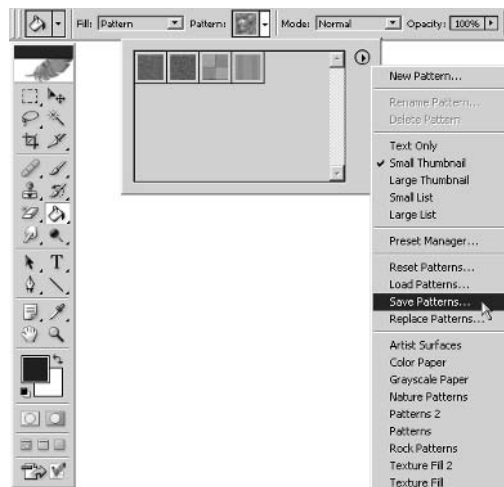 Fill: Pattern Pattern: Mode: Normal Opacity: 100%
New Pattern...
Rename Pattern...
Delete Pattern
Text Only
Small Thumbnail
Large Thumbnail
Small List
Large List
Preset Manager...
Reset Patterns...
Load Patterns...
Save Patterns...
Replace Patterns...
Artist Surfaces
Color Paper
Grayscale Paper
Nature Patterns
Patterns 2
Patterns
Rock Patterns
Texture Fill 2
Texture Fill